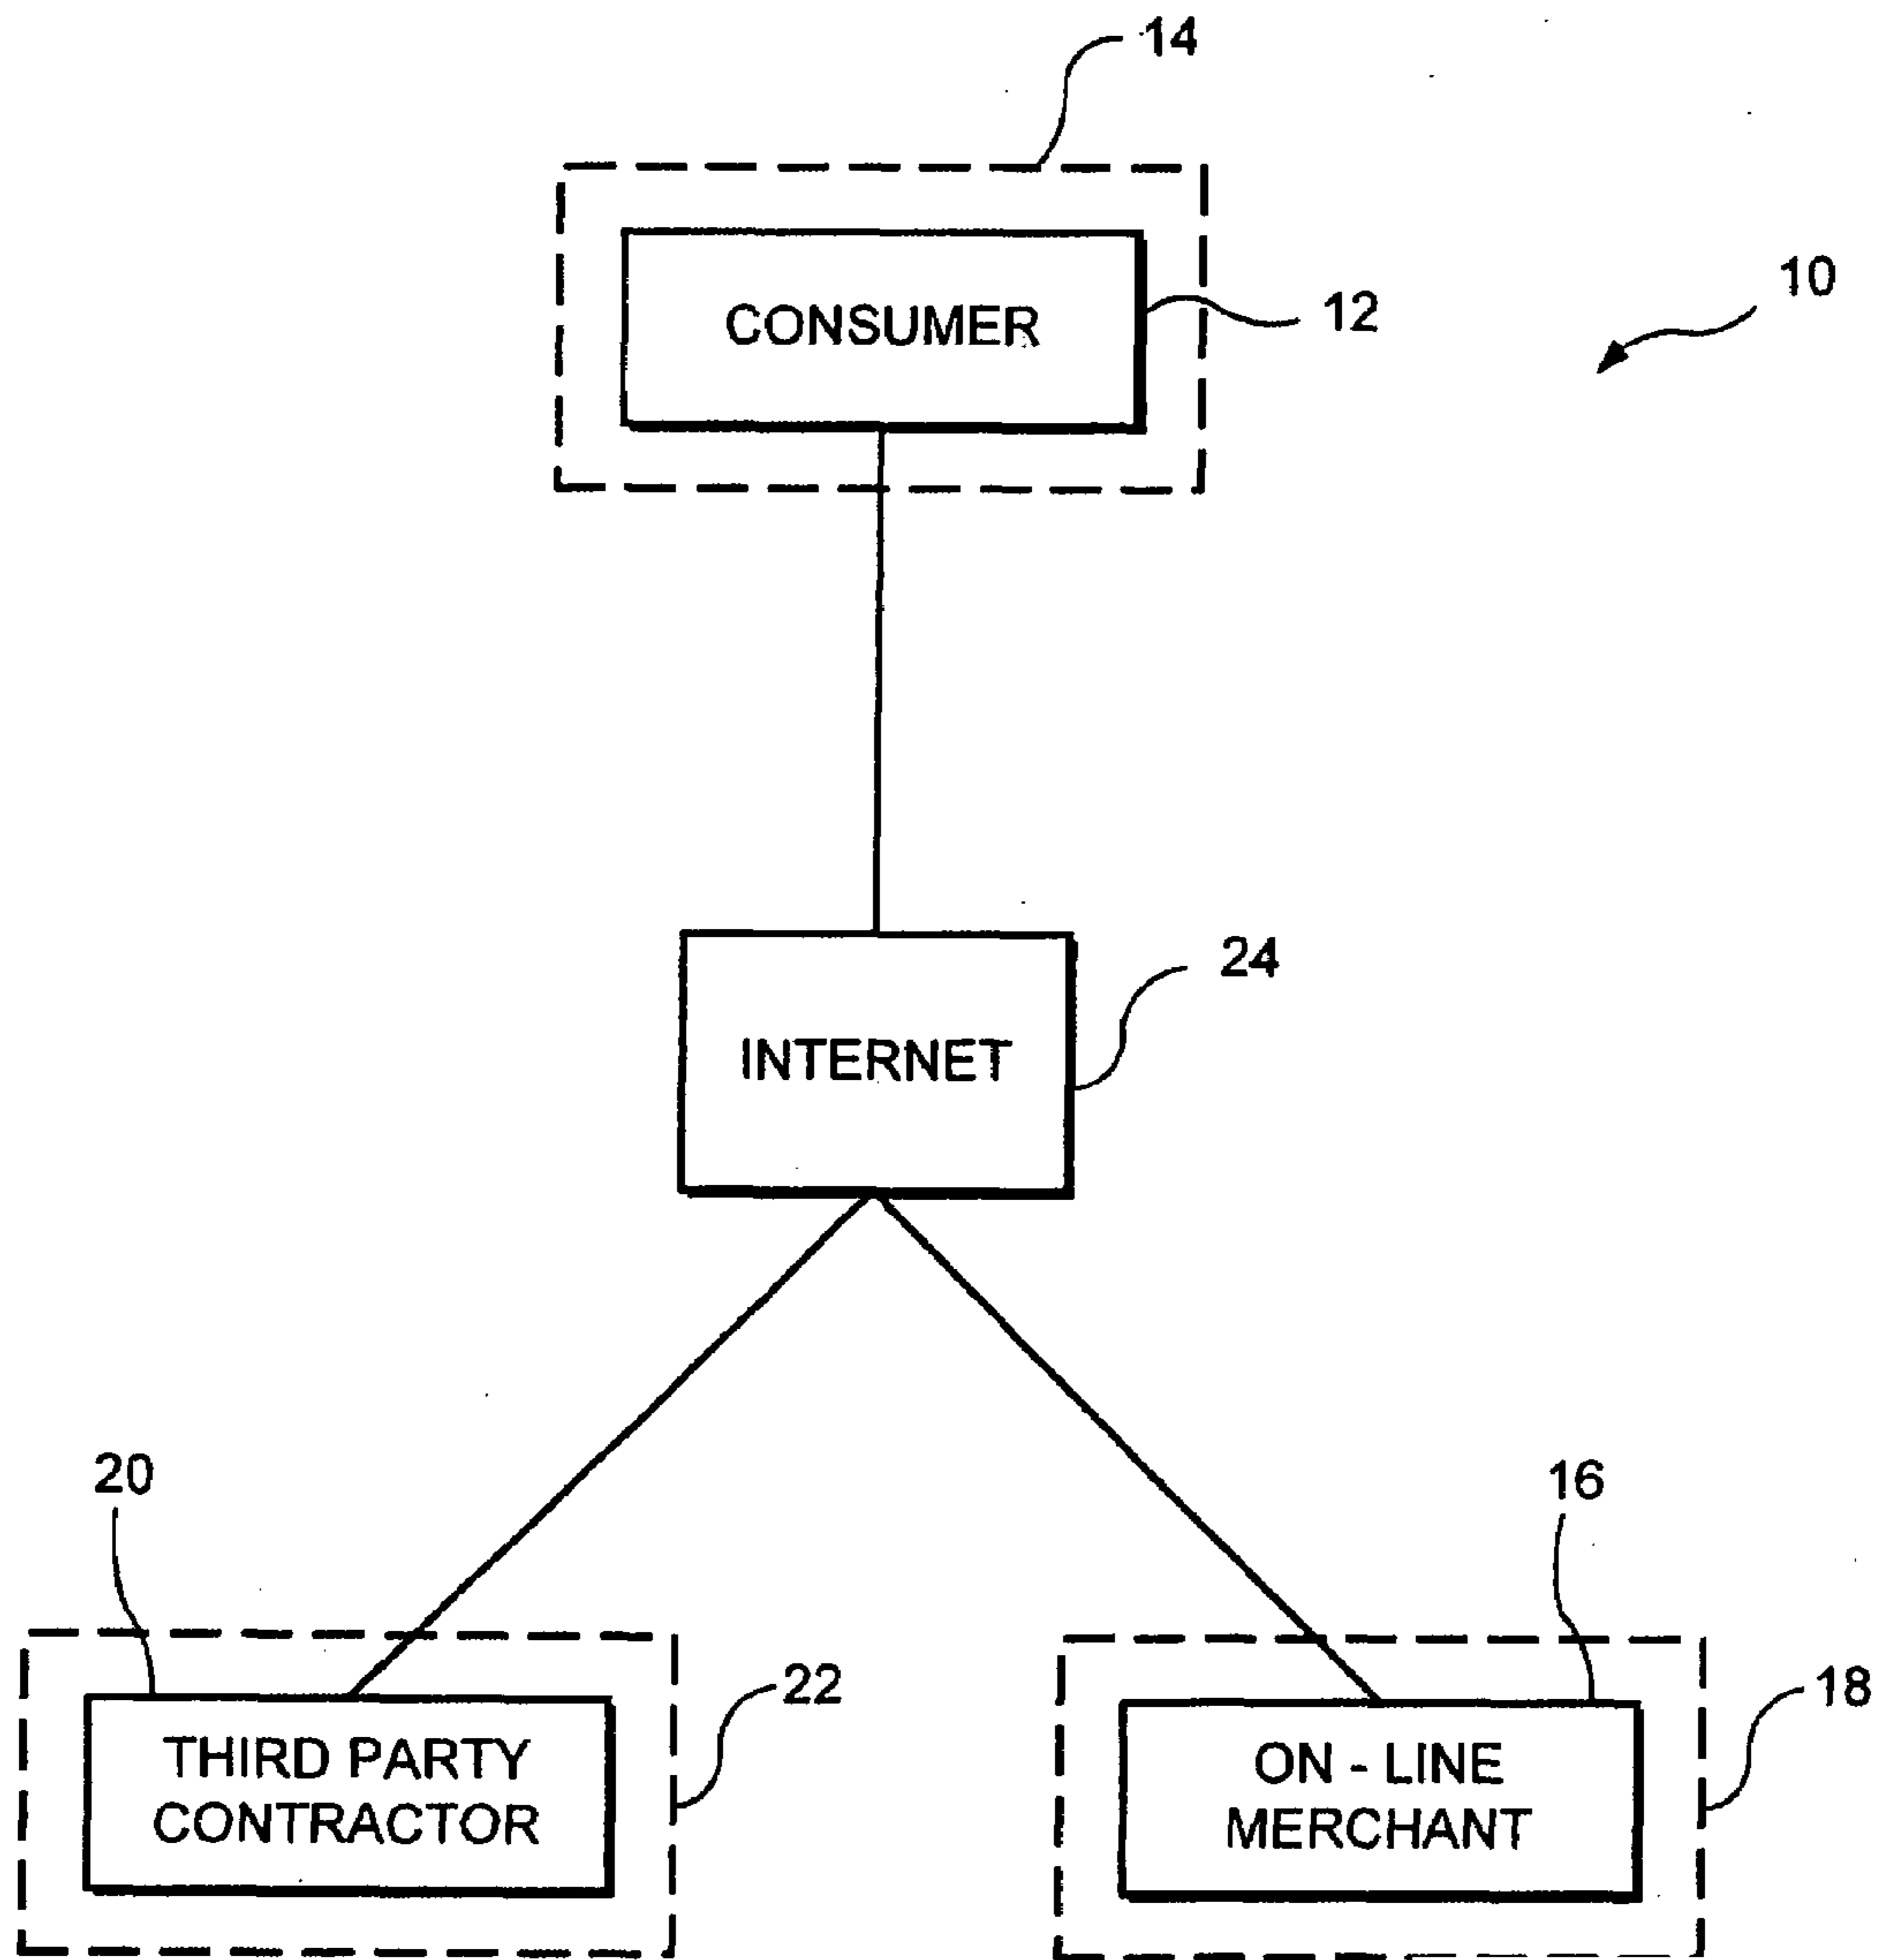 14
10
12
CONSUMER
24
INTERNET
20
16
22
18
THIRD PARTY
CONTRACTOR
ON - LINE
MERCHANT